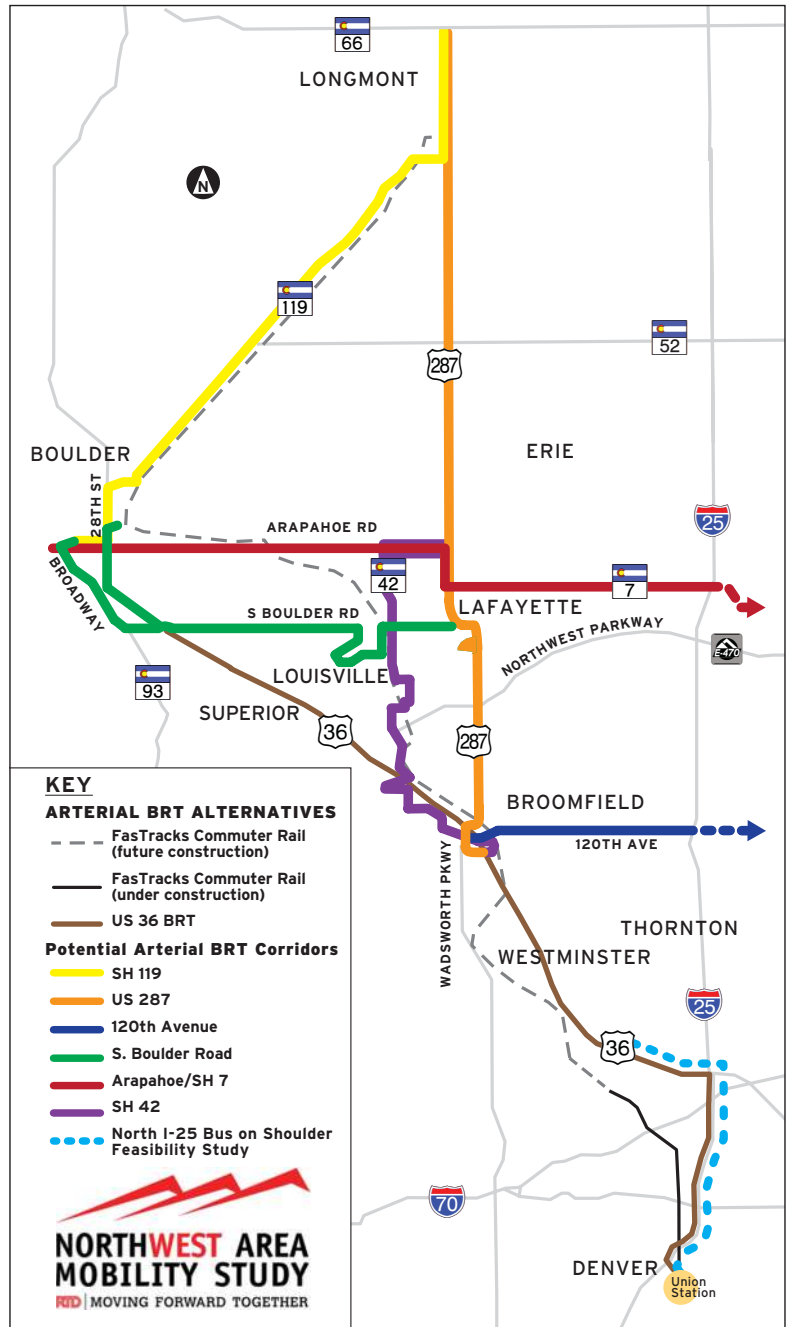 66
LONGMONT
N
119
52
287
ERIE
BOULDER
28TH ST
25
ARAPAHOE RD
42
7
BROADWAY
LAFAYETTE
S BOULDER RD
NORTHWEST PARKWAY
E-470
LOUISVILLE
93
SUPERIOR
36
287
BROOMFIELD
120TH AVE
WADSWORTH PKWY
THORNTON
WESTMINSTER
25
36
70
DENVER
Union
Station
KEY
ARTERIAL BRT ALTERNATIVES
FasTracks Commuter Rail
(future construction)
FasTracks Commuter Rail
(under construction)
US 36 BRT
Potential Arterial BRT Corridors
SH 119
US 287
120th Avenue
S. Boulder Road
Arapahoe/SH 7
SH 42
North I-25 Bus on Shoulder
Feasibility Study
NORTHWEST AREA
MOBILITY STUDY
RTD | MOVING FORWARD TOGETHER